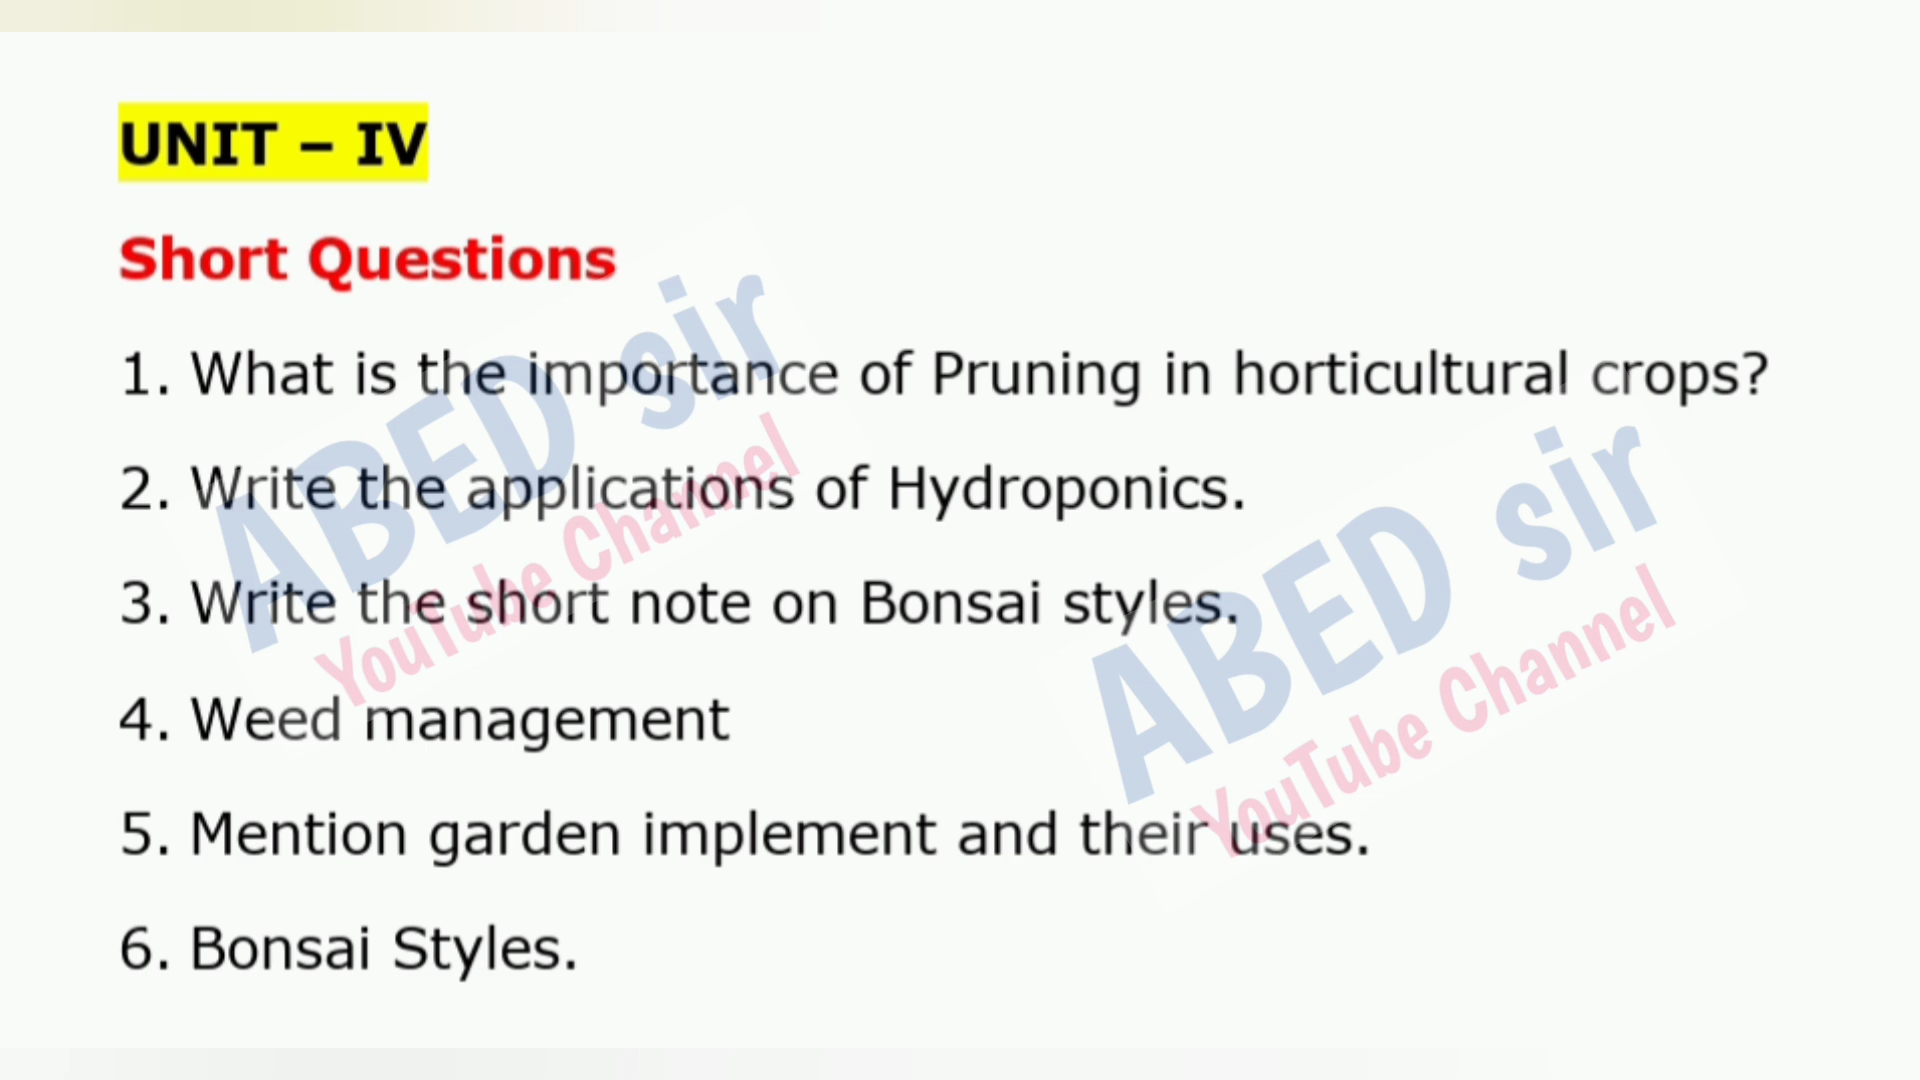 UNIT – IV
Short Questions
1. What is the importance of Pruning in horticultural crops?
2. Write the applications of Hydroponics.
3. Write the short note on Bonsai styles.
4. Weed management
5. Mention garden implement and their uses.
6. Bonsai Styles.
ABED sir
YouTube Channel
ABED sir
YouTube Channel